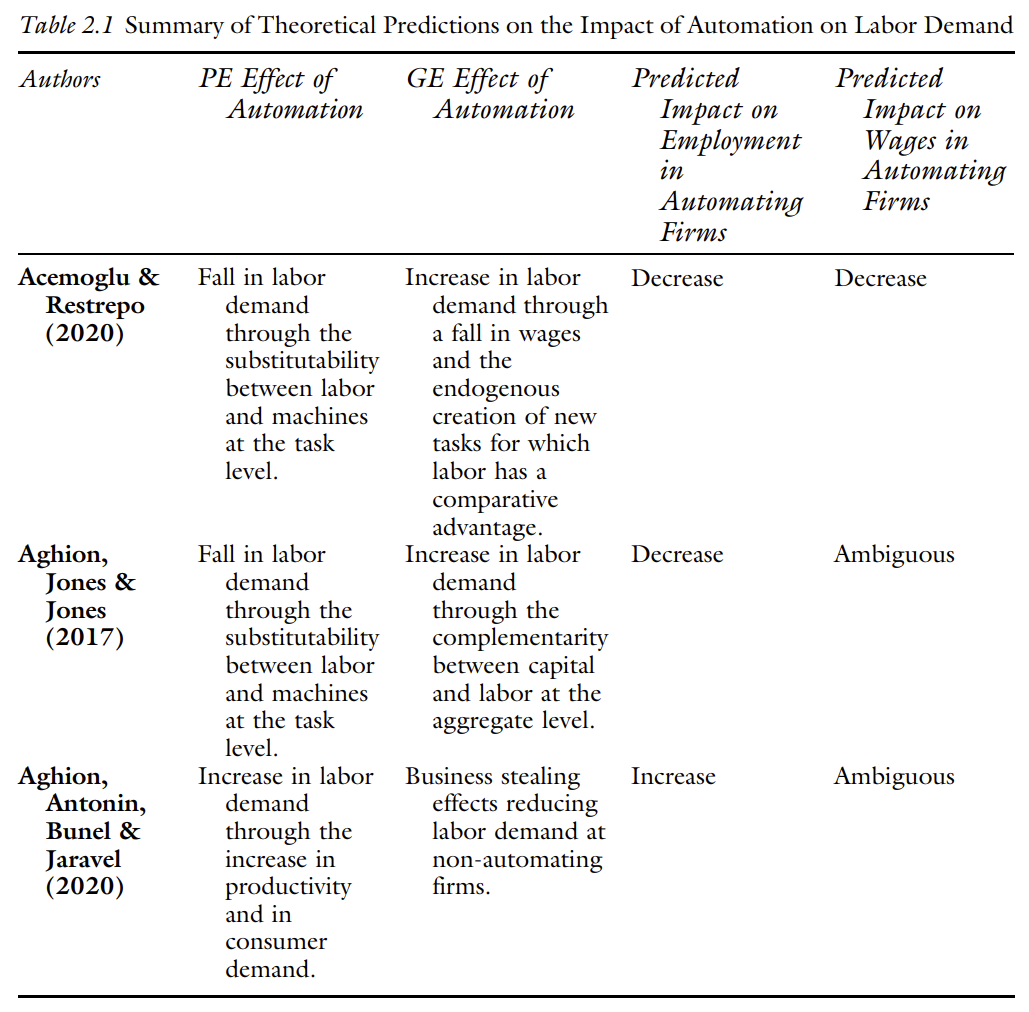 Table 2.1 Summary of Theoretical Predictions on the Impact of Automation on Labor Demand
Authors
PE Effect of
Automation
GE Effect of
Automation
Predicted
Impact on
Employment
in
Automating
Firms
Predicted
Impact on
Wages in
Automating
Firms
Acemoglu &
Restrepo
(2020)
Fall in labor
demand
through the
substitutability
between labor
and machines
at the task
level.
Increase in labor
demand through
a fall in wages
and the
endogenous
creation of new
tasks for which
labor has a
comparative
advantage.
Decrease
Decrease
Aghion,
Jones &
Jones
(2017)
Fall in labor
demand
through the
substitutability
between labor
and machines
at the task
level.
Increase in labor
demand
through the
complementarity
between capital
and labor at the
aggregate level.
Decrease
Ambiguous
Aghion,
Antonin,
Bunel &
Jaravel
(2020)
Increase in labor
demand
through the
increase in
productivity
and in
consumer
demand.
Business stealing
effects reducing
labor demand at
non-automating
firms.
Increase
Ambiguous